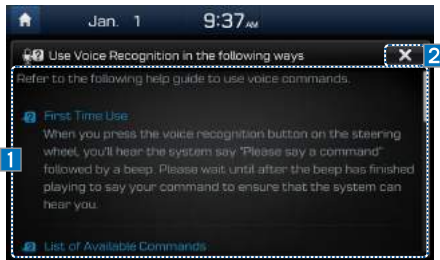 Jan. 1 9:37 AM
Use Voice Recognition in the following ways
2
Refer to the following help guide to use voice commands.
First Time Use
When you press the voice recognition button on the steering
wheel, you'll hear the system say "Please say a command"
1
followed by a beep. Please wait until after the beep has finished
playing to say your command to ensure that the system can
hear you.
List of Available Commands